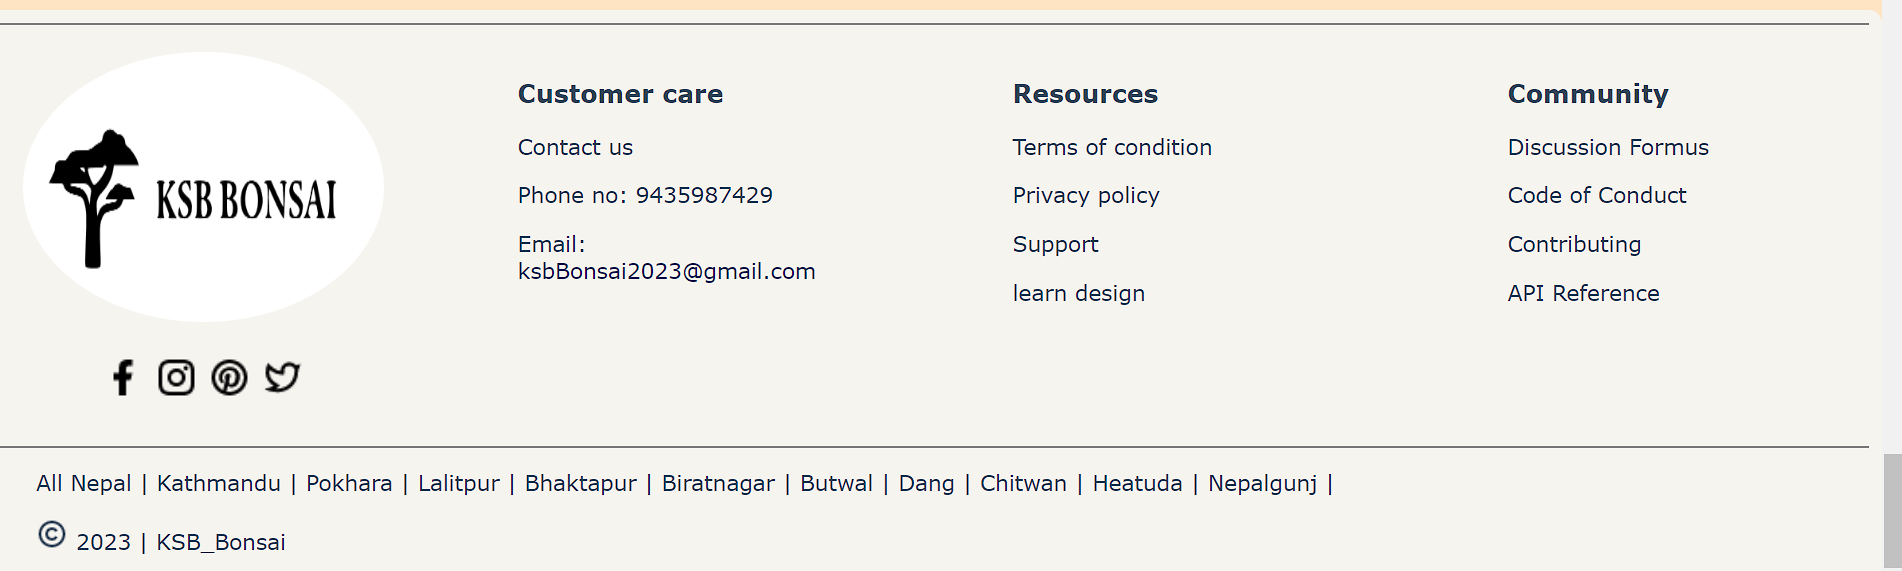 KSB BONSAI
Customer care
Contact us
Phone no: 9435987429
Email:
ksbBonsai2023@gmail.com
Resources
Terms of condition
Privacy policy
Support
learn design
Community
Discussion Formus
Code of Conduct
Contributing
API Reference
All Nepal | Kathmandu | Pokhara | Lalitpur | Bhaktapur | Biratnagar | Butwal | Dang | Chitwan | Heatuda | Nepalgunj |
© 2023 | KSB_Bonsai